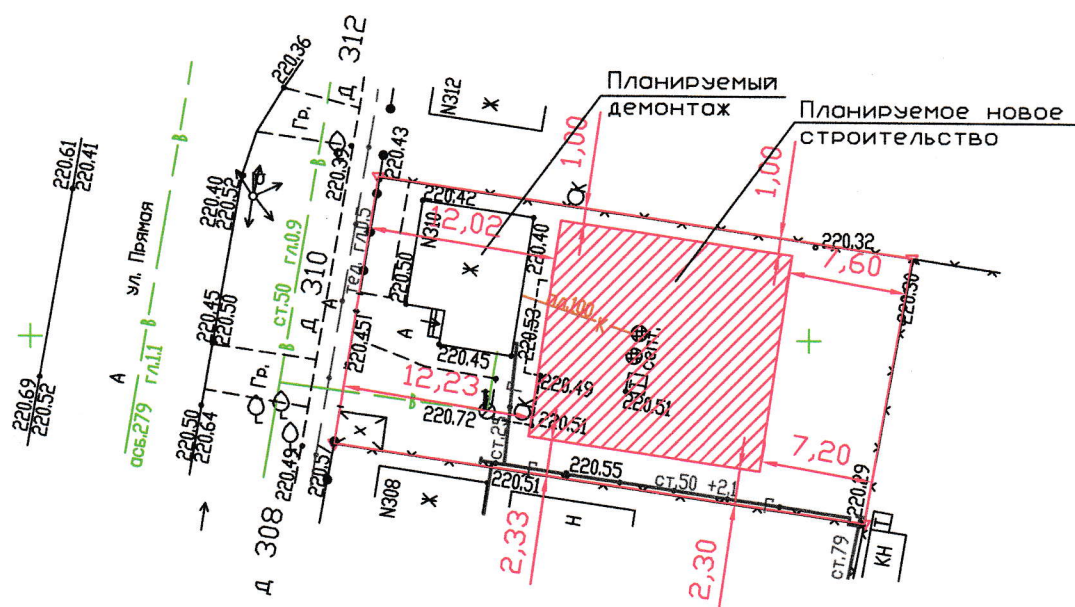 Планируемый
демонтаж
Планируемое новое
строительство
220.36
312
Д
Гр.
N312
Ж
1,00
1,00
220.61
220.41
ул. Прямая
В
В
220.40
220.52
220.39
220.43
220.42
12,02
N310
220.40
220.32
7,60
220.30
ст.50
гл.0.9
В
310
Д
А
гл.0.5
220.50
Ж
220.45
220.50
220.45
А
220.45
220.53
К
220.51
220.49
220.51
12,23
220.72
В
В
Гр.
220.69
220.52
А
асб.279
гл.1.1
В
220.50
220.64
220.49
220.57
Х
ст.25
220.51
220.55
ст.50 +2,1
Г
Г
7,20
220.29
N308
Ж
Н
2,33
2,30
ст.79
КН
Т
Д
308